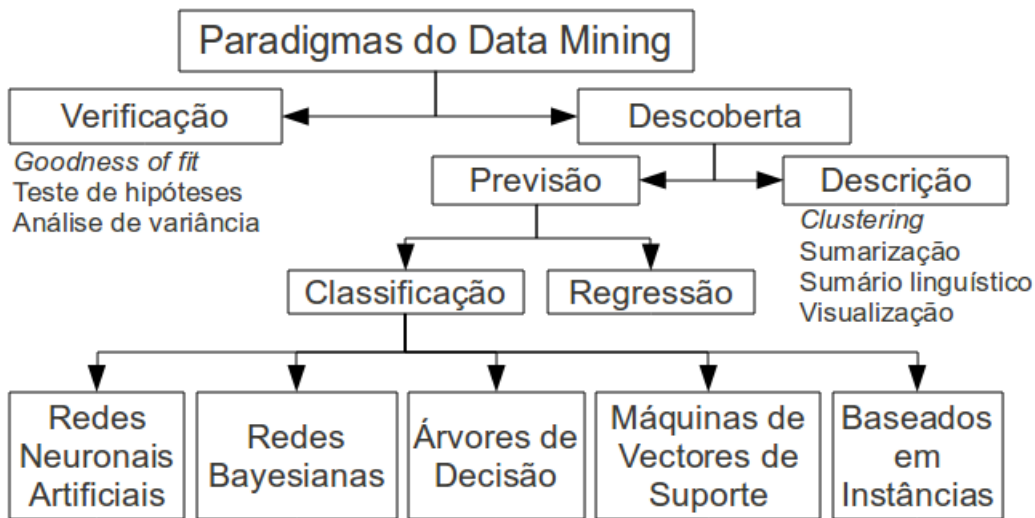 Paradigmas do Data Mining
Verificação
Descoberta
Goodness of fit
Teste de hipóteses
Análise de variância
Previsão
Descrição
Clustering
Sumarização
Sumário linguístico
Visualização
Classificação
Regressão
Redes
Neuronais
Artificiais
Redes
Bayesianas
Árvores de
Decisão
Máquinas de
Vectores de
Suporte
Baseados
em
Instâncias